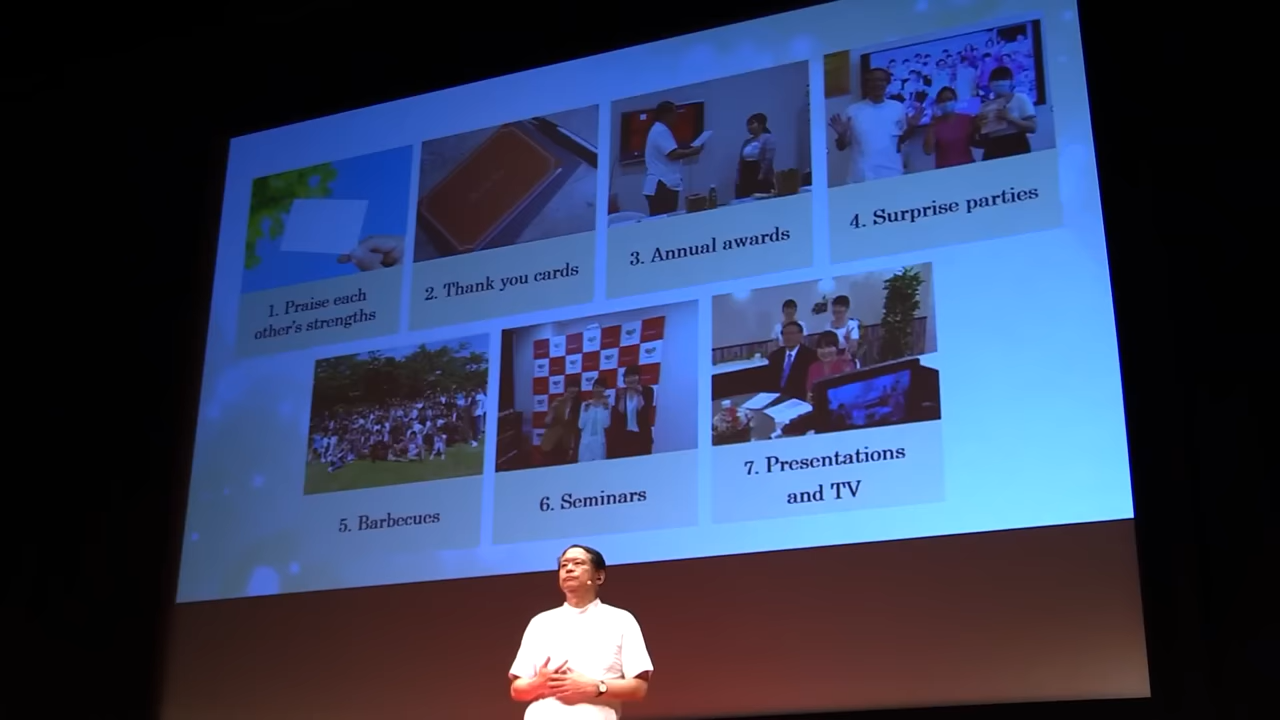 1. Praise each
other's strengths
2. Thank you cards
3. Annual awards
4. Surprise parties
5. Barbecues
6. Seminars
7. Presentations
and TV